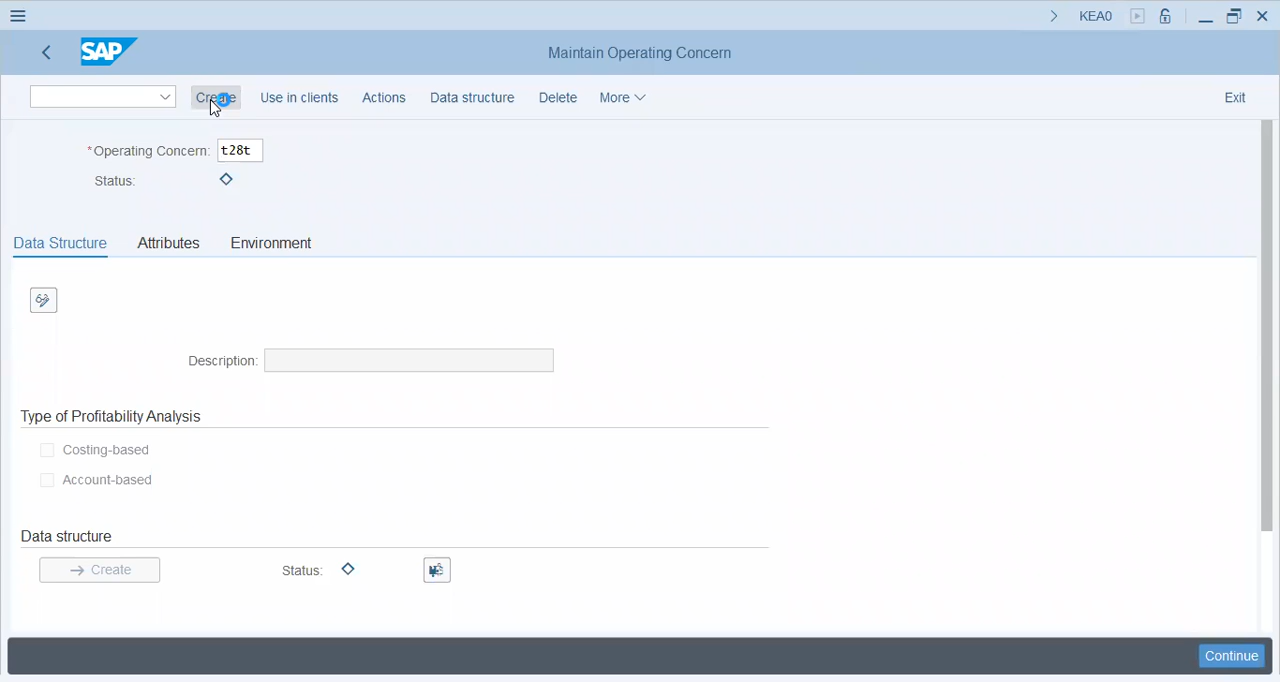 KEA0
SAP
Maintain Operating Concern
Create Use in clients Actions Data structure Delete More Exit
*Operating Concern: t28t
Status:
Data Structure Attributes Environment
Description:
Type of Profitability Analysis
Costing-based
Account-based
Data structure
Create Status:
Continue